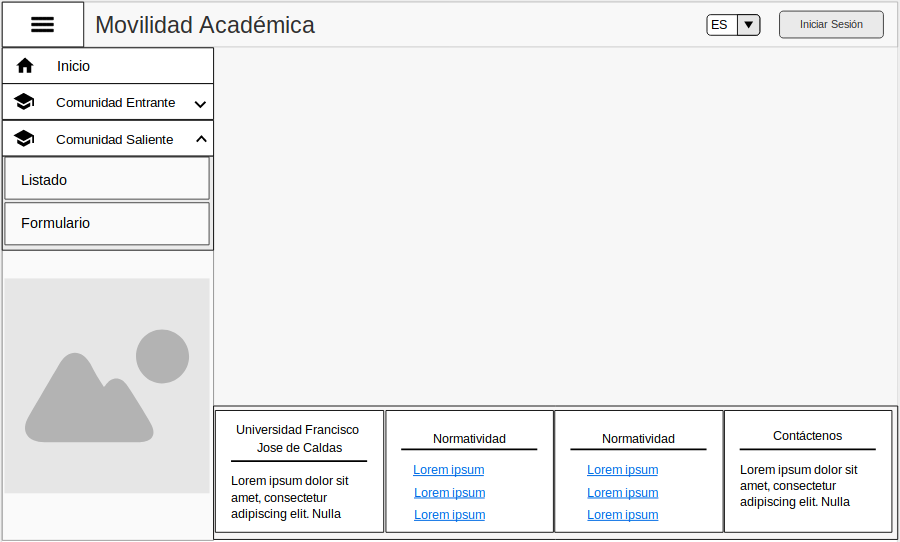 Movilidad Académica
ES
Iniciar Sesión
Inicio
Comunidad Entrante
Comunidad Saliente
Listado
Formulario
Universidad Francisco
Jose de Caldas
Lorem ipsum dolor sit
amet, consectetur
adipiscing elit. Nulla
Normatividad
Lorem ipsum
Lorem ipsum
Lorem ipsum
Normatividad
Lorem ipsum
Lorem ipsum
Lorem ipsum
Contáctenos
Lorem ipsum dolor sit
amet, consectetur
adipiscing elit. Nulla